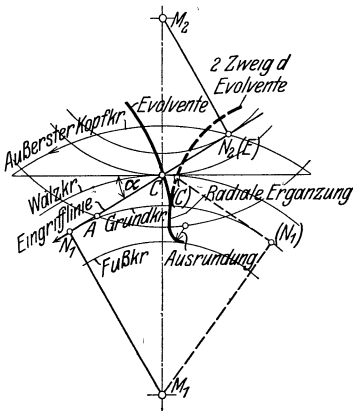 M₂
2 Zweig d
Evolvente
Evolvente
Äußerster Kopfkr.
N₂(E)
Wälzkr.
α
C
(C)
Radiale Ergänzung
Eingrifflinie
A
Grundkr
N₁
(N₁)
Fußkr
Ausrundung
M₁